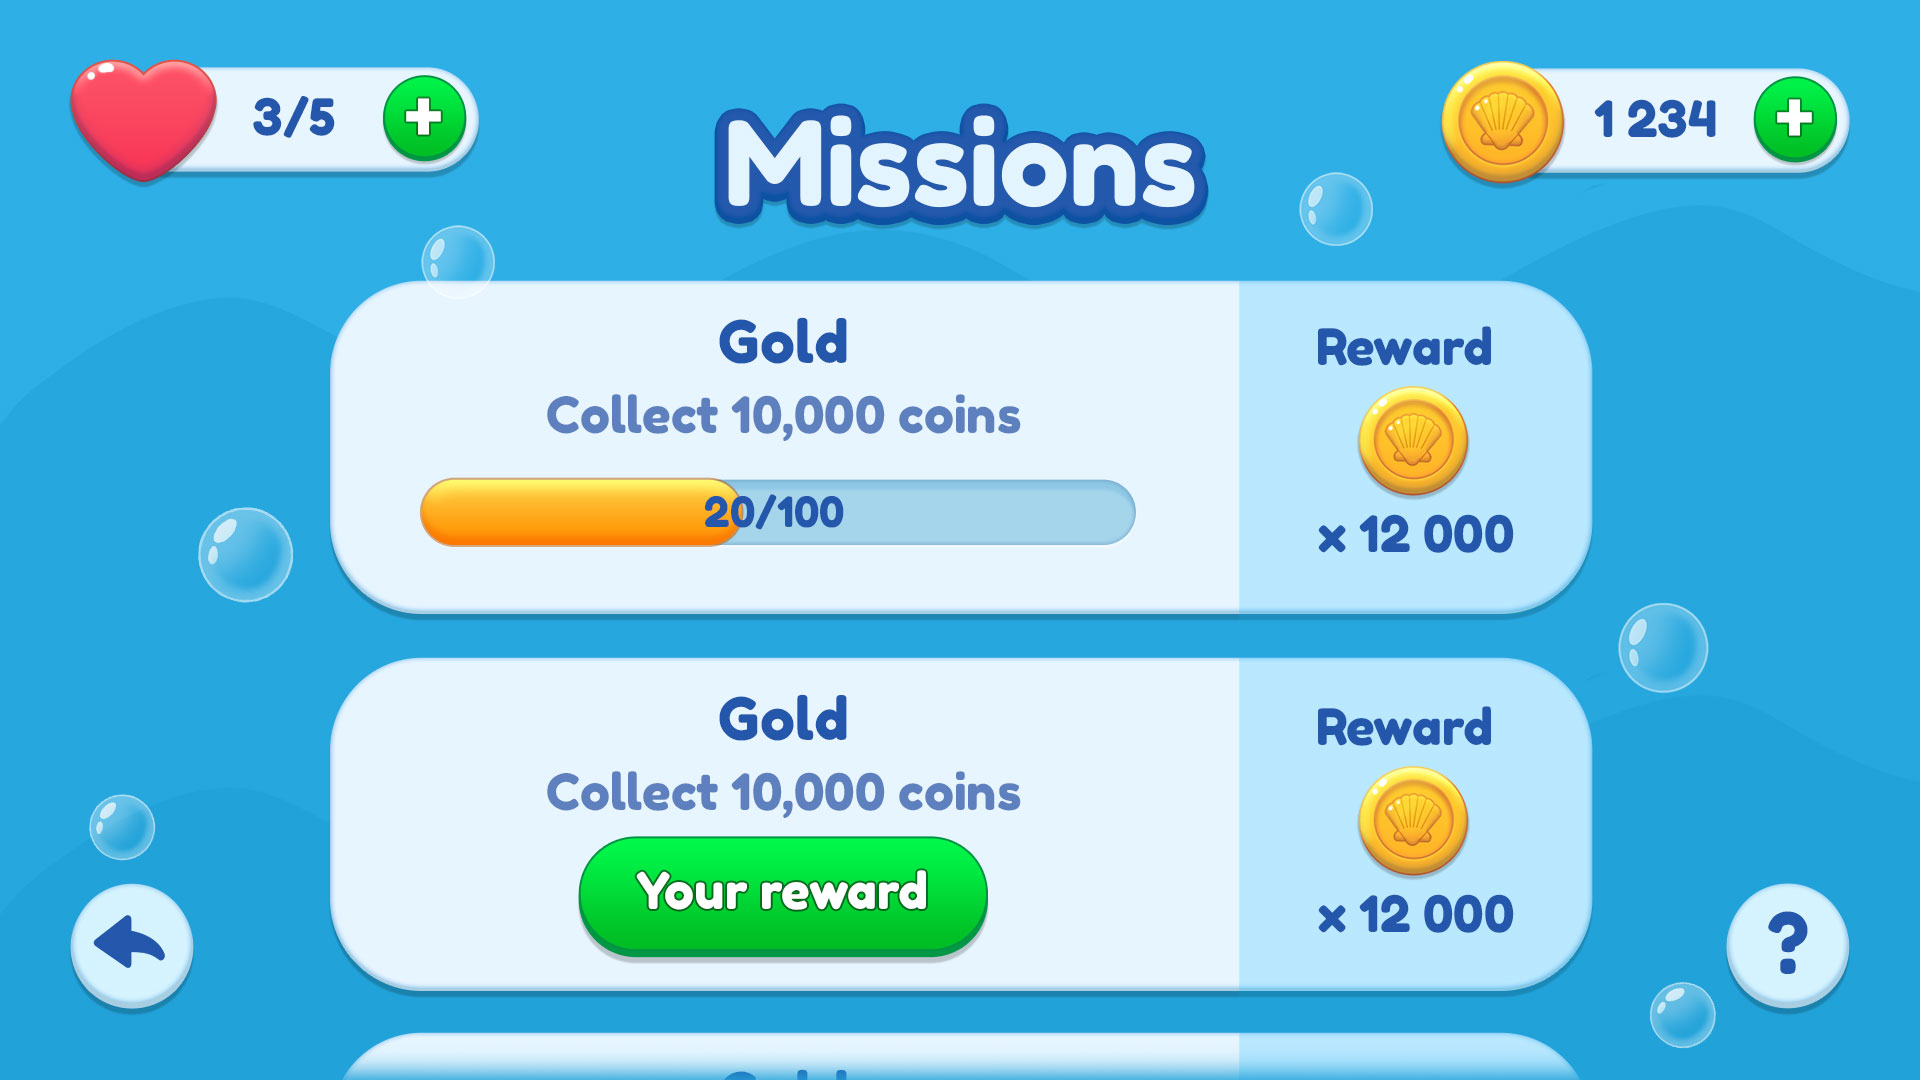 3/5
1 234
Missions
Gold
Collect 10,000 coins
20/100
Reward
x 12 000
Gold
Collect 10,000 coins
Your reward
Reward
x 12 000
?